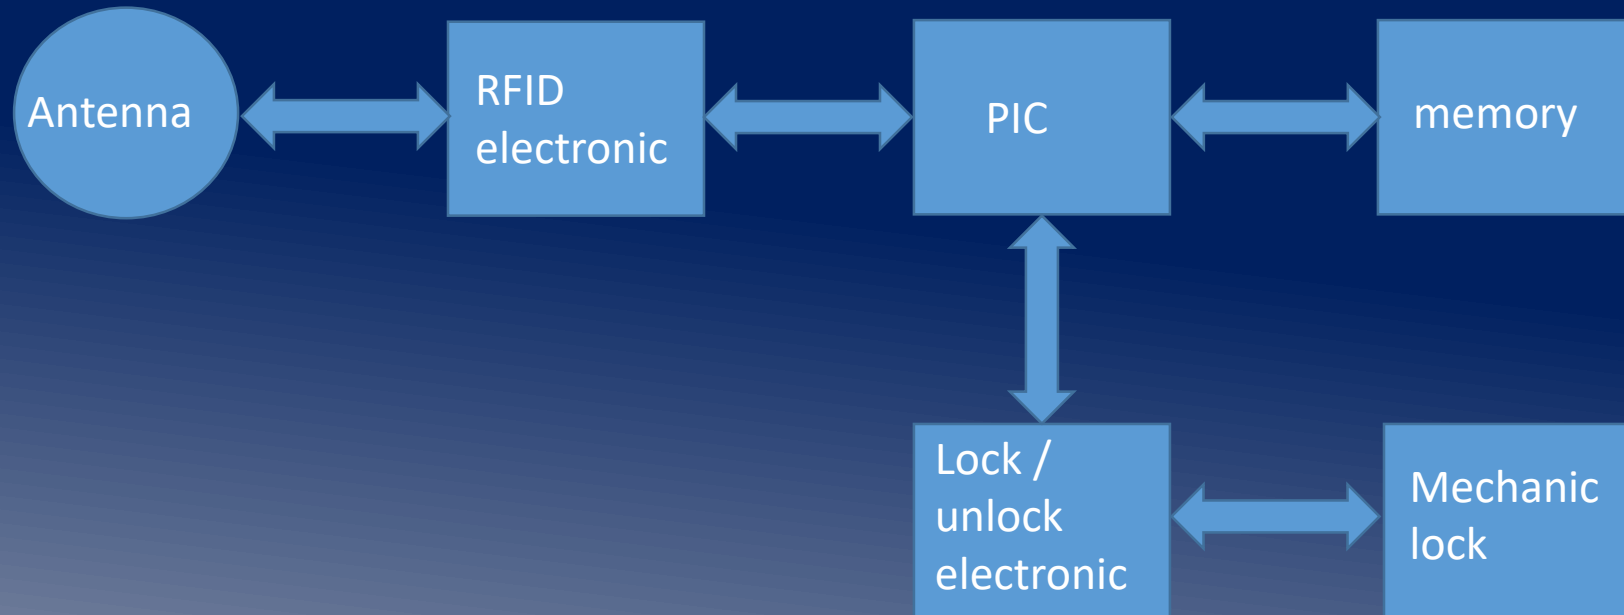 Antenna
RFID
electronic
PIC
memory
Lock /
unlock
electronic
Mechanic
lock